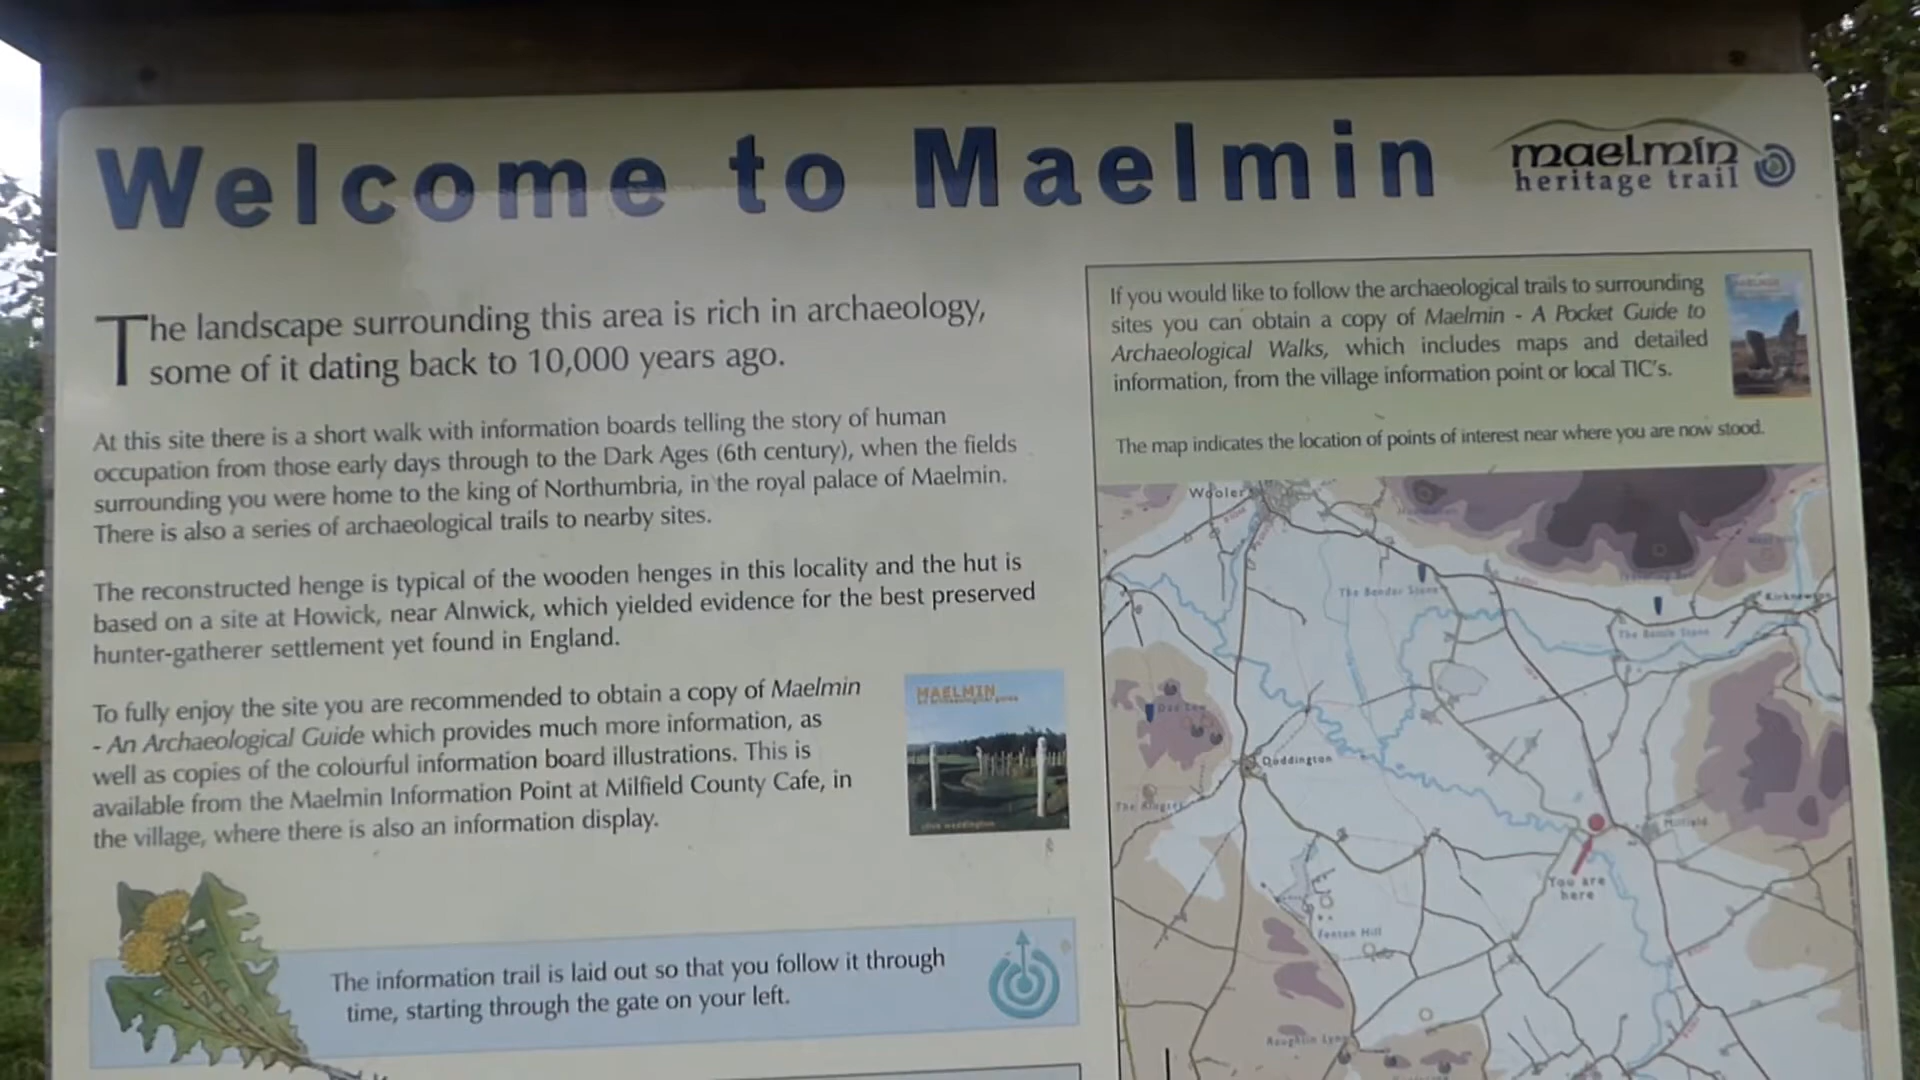 Welcome to Maelmin
maelmin
heritage trail
The landscape surrounding this area is rich in archaeology,
some of it dating back to 10,000 years ago.
At this site there is a short walk with information boards telling the story of human
occupation from those early days through to the Dark Ages (6th century), when the fields
surrounding you were home to the king of Northumbria, in the royal palace of Maelmin.
There is also a series of archaeological trails to nearby sites.
The reconstructed henge is typical of the wooden henges in this locality and the hut is
based on a site at Howick, near Alnwick, which yielded evidence for the best preserved
hunter-gatherer settlement yet found in England.
To fully enjoy the site you are recommended to obtain a copy of Maelmin
- An Archaeological Guide which provides much more information, as
well as copies of the colourful information board illustrations. This is
available from the Maelmin Information Point at Milfield County Cafe, in
the village, where there is also an information display.
MAELMIN
The information trail is laid out so that you follow it through
time, starting through the gate on your left.
If you would like to follow the archaeological trails to surrounding
sites you can obtain a copy of Maelmin - A Pocket Guide to
Archaeological Walks, which includes maps and detailed
information, from the village information point or local TIC's.
The map indicates the location of points of interest near where you are now stood.
Wooler
The Bendor Stone
Kirknewton
The Battle Stone
Dod Law
Doddington
The Ringses
Milfield
You are
here
Fenton Hill
Roughtin Lynn